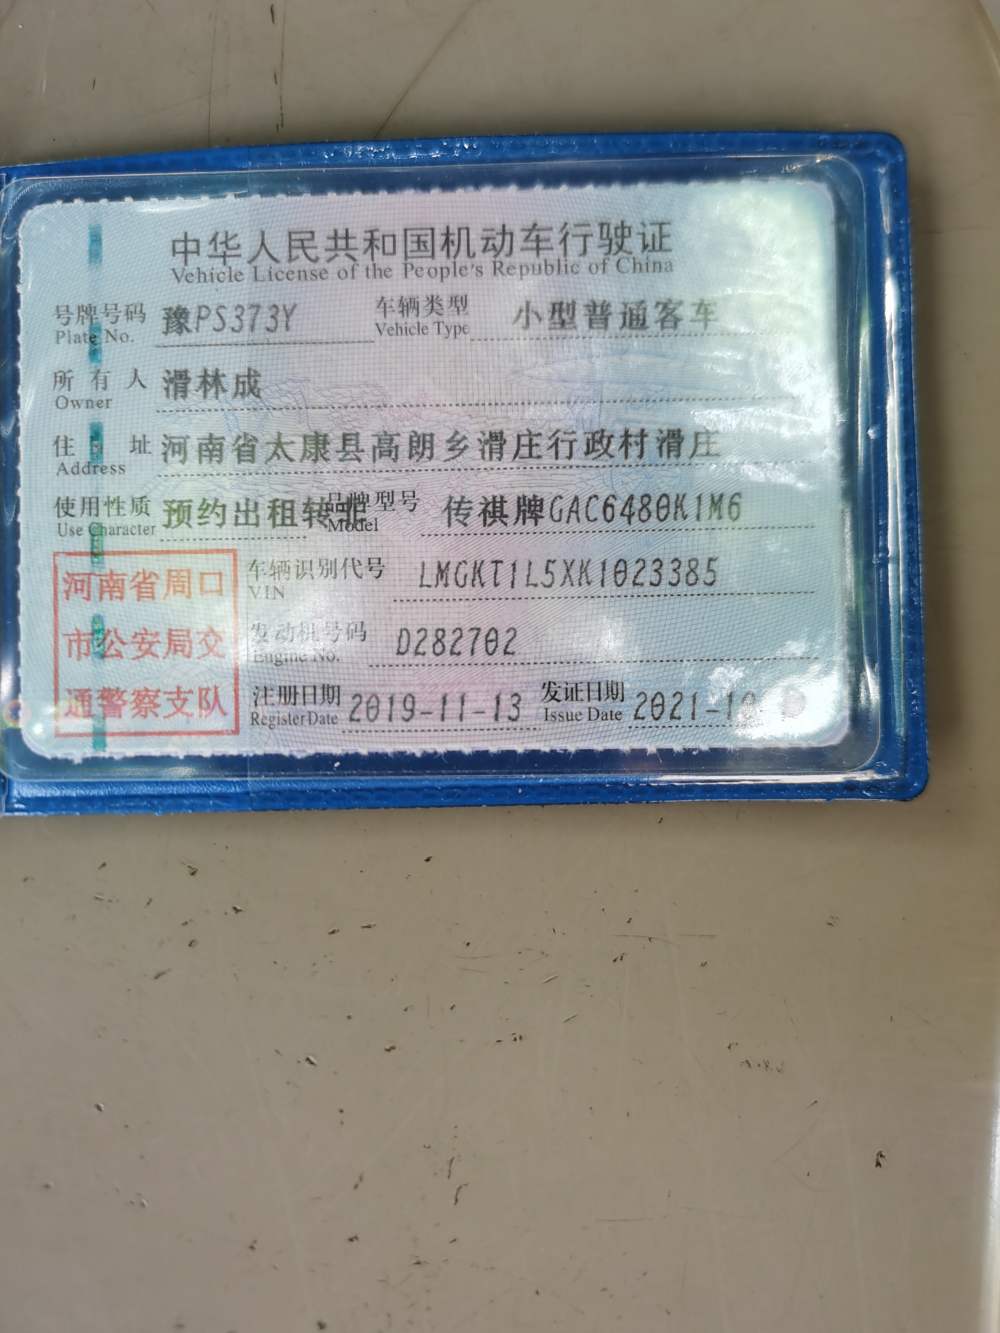 中华人民共和国机动车行驶证
Vehicle License of the People's Republic of China
号牌号码 豫PS373Y 车辆类型 小型普通客车
Plate No. Vehicle Type
所有人 滑林成
Owner
住址 河南省太康县高朗乡滑庄行政村滑庄
Address
使用性质 预约出租转非 品牌型号 传祺牌GAC6480K1M6
Use Character Model
河南省周口
市公安局交
通警察支队
车辆识别代号 LMGKT1L5XK1023385
VIN
发动机号码 D282702
Engine No.
注册日期 2019-11-13 发证日期 2021-10
Register Date Issue Date